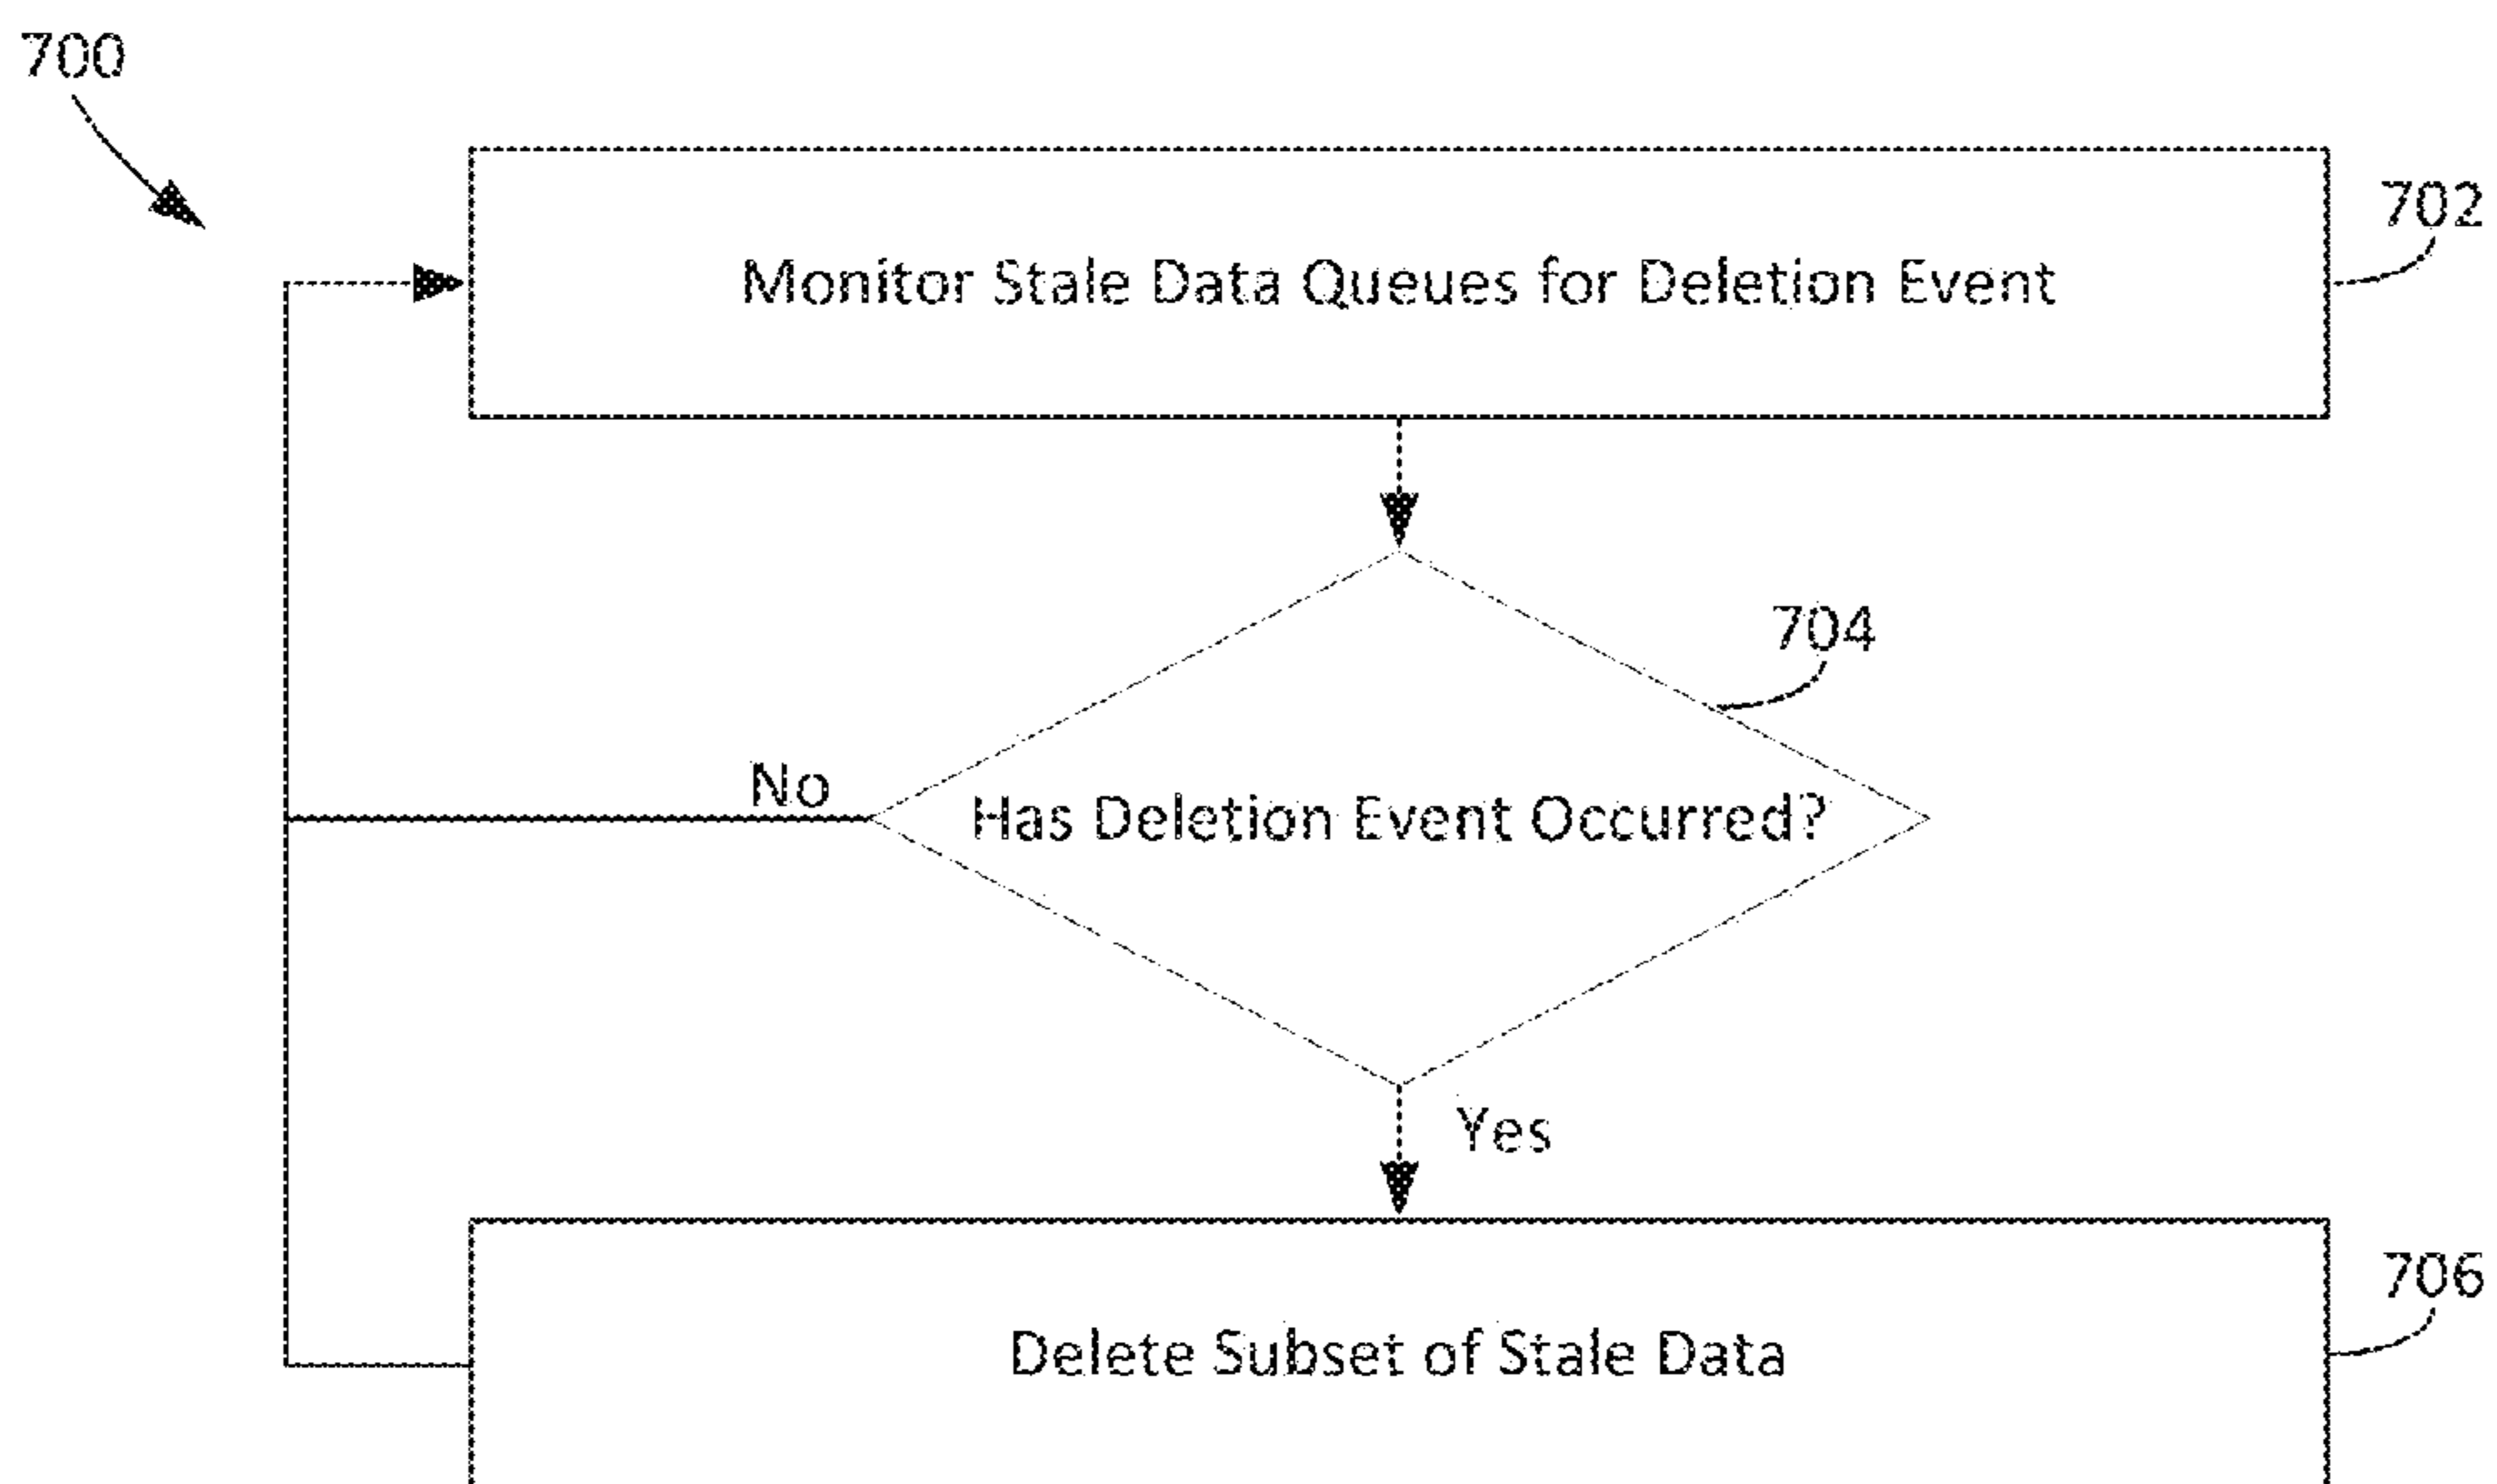 700
702
Monitor Stale Data Queues for Deletion Event
704
No
Has Deletion Event Occurred?
Yes
706
Delete Subset of Stale Data